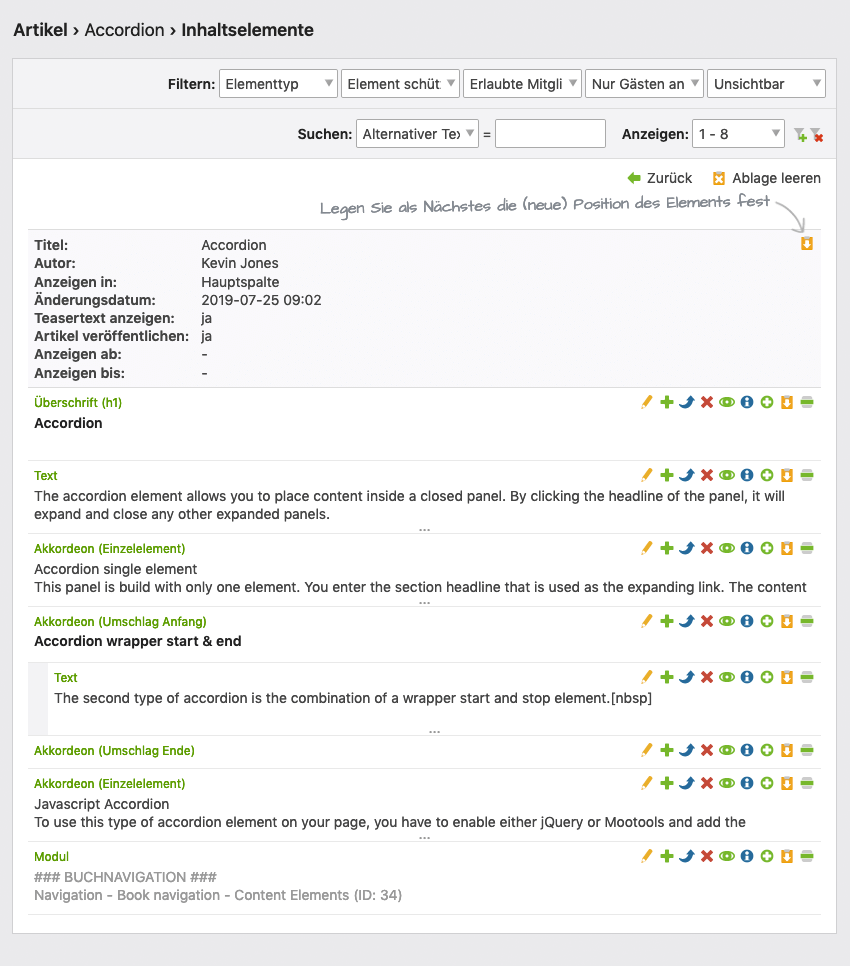 Artikel › Accordion › Inhaltselemente
Filtern: Elementtyp Element schüt: Erlaubte Mitgli Nur Gästen an Unsichtbar
Suchen: Alternativer Te› = Anzeigen: 1 - 8
Zurück Ablage leeren
Legen Sie als Nächstes die (neue) Position des Elements fest
Titel: Accordion
Autor: Kevin Jones
Anzeigen in: Hauptspalte
Änderungsdatum: 2019-07-25 09:02
Teasertext anzeigen: ja
Artikel veröffentlichen: ja
Anzeigen ab: -
Anzeigen bis: -
Überschrift (h1)
Accordion
Text
The accordion element allows you to place content inside a closed panel. By clicking the headline of the panel, it will
expand and close any other expanded panels.
...
Akkordeon (Einzelelement)
Accordion single element
This panel is build with only one element. You enter the section headline that is used as the expanding link. The content
...
Akkordeon (Umschlag Anfang)
Accordion wrapper start & end
Text
The second type of accordion is the combination of a wrapper start and stop element.[nbsp]
...
Akkordeon (Umschlag Ende)
Akkordeon (Einzelelement)
Javascript Accordion
To use this type of accordion element on your page, you have to enable either jQuery or Mootools and add the
...
Modul
### BUCHNAVIGATION ###
Navigation - Book navigation - Content Elements (ID: 34)